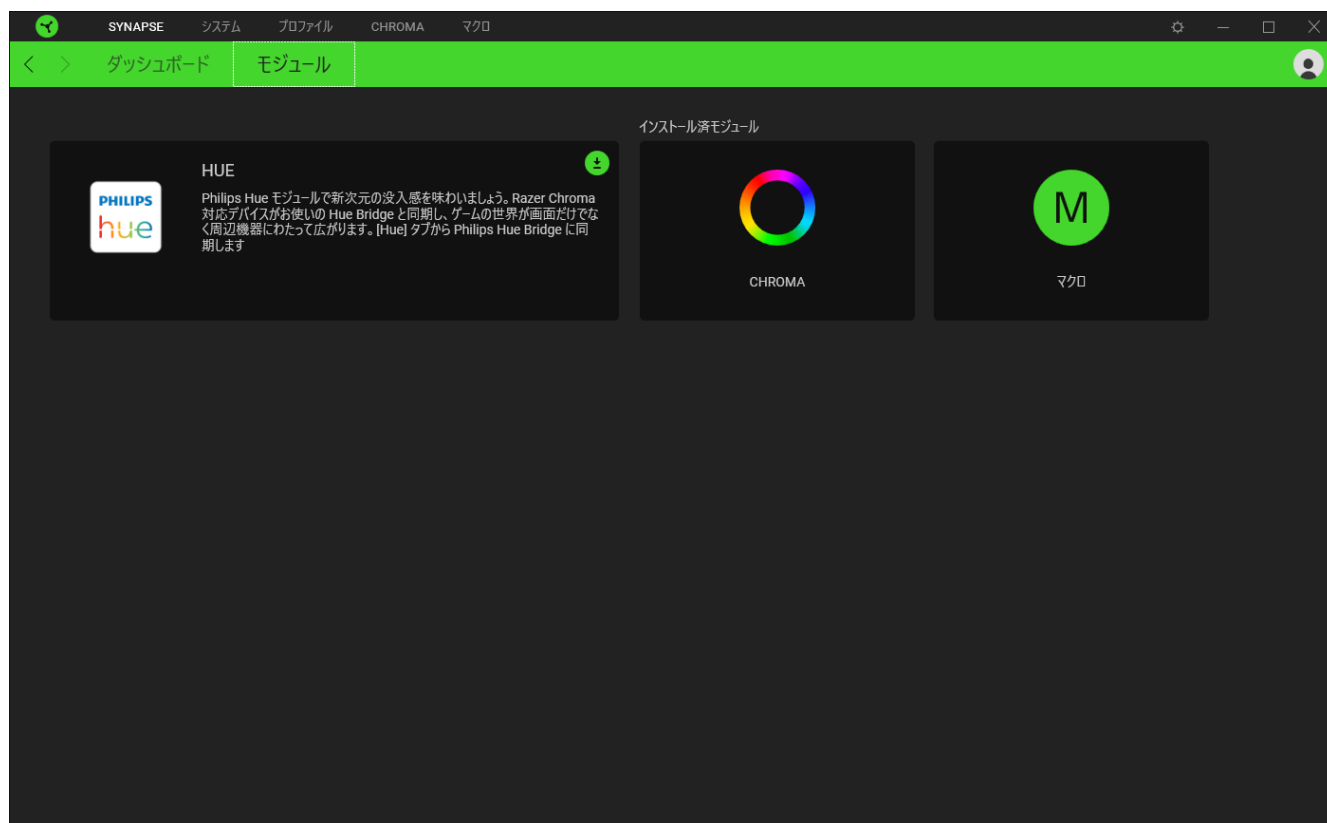 SYNAPSE システム プロファイル CHROMA マクロ
ダッシュボード モジュール
インストール済モジュール
PHILIPS
hue
HUE
Philips Hue モジュールで新次元の没入感を味わいましょう。Razer Chroma
対応デバイスがお使いの Hue Bridge と同期し、ゲームの世界が画面だけでな
く周辺機器にわたって広がります。[Hue] タブから Philips Hue Bridge に同
期します
CHROMA
M
マクロ